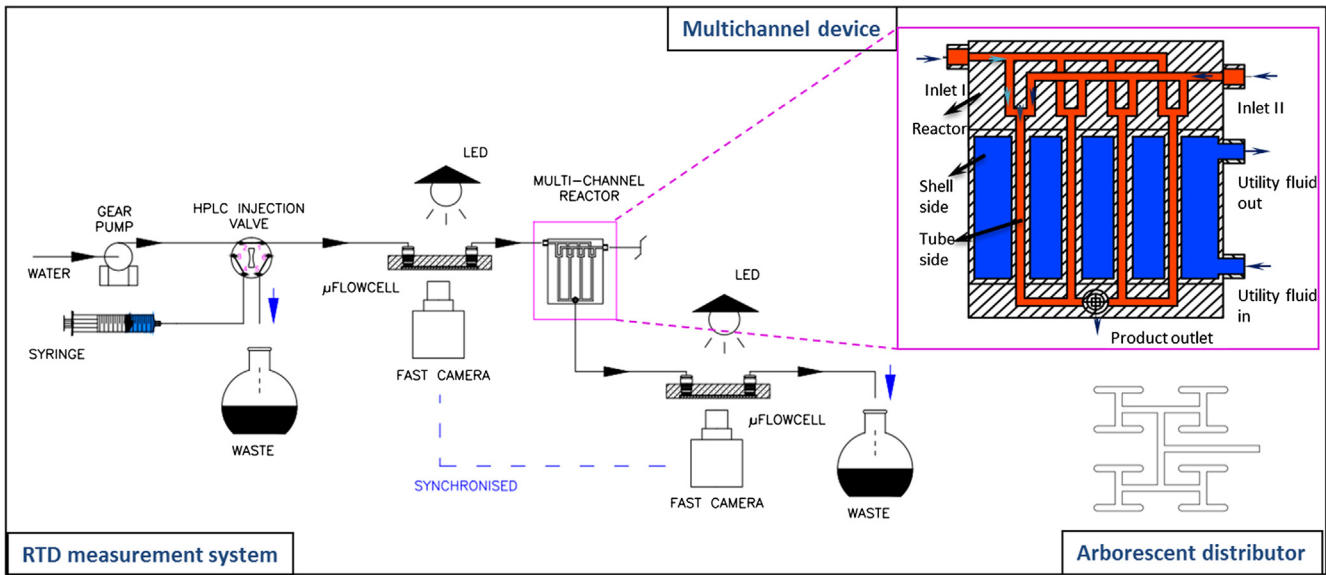 Multichannel device
Inlet I
Reactor
Inlet II
Shell
side
Tube
side
Utility fluid
out
Utility fluid
in
Product outlet
LED
MULTI-CHANNEL
REACTOR
GEAR
PUMP
HPLC INJECTION
VALVE
WATER
µFLOWCELL
LED
SYRINGE
FAST CAMERA
µFLOWCELL
WASTE
SYNCHRONISED
FAST CAMERA
WASTE
RTD measurement system
Arborescent distributor